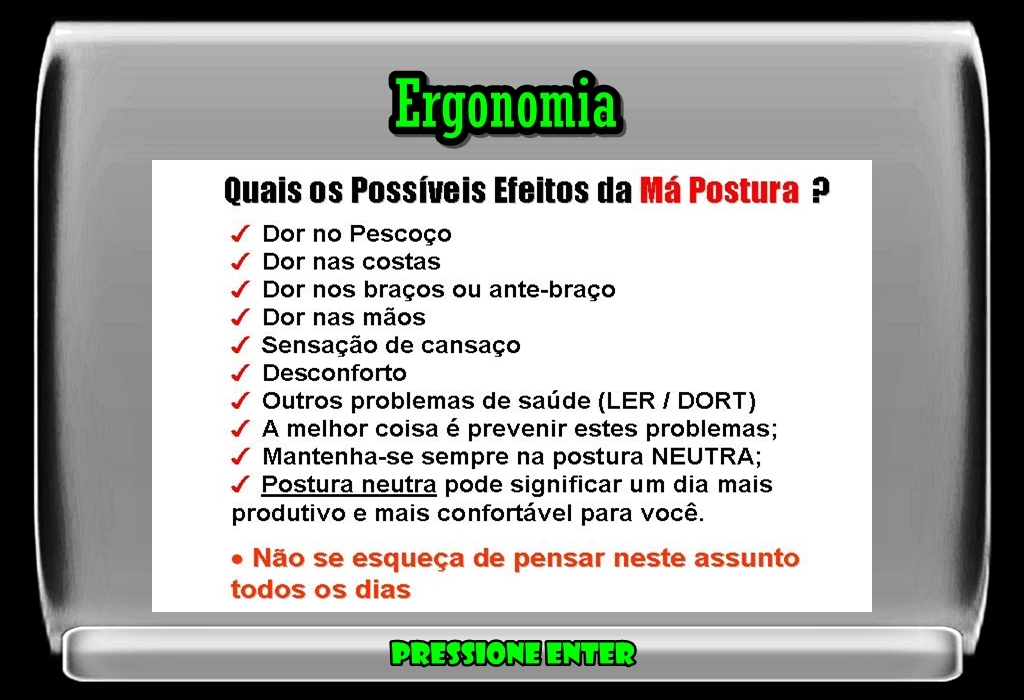 Ergonomia
Quais os Possíveis Efeitos da Má Postura ?
✓ Dor no Pescoço
✓ Dor nas costas
✓ Dor nos braços ou ante-braço
✓ Dor nas mãos
✓ Sensação de cansaço
✓ Desconforto
✓ Outros problemas de saúde (LER / DORT)
✓ A melhor coisa é prevenir estes problemas;
✓ Mantenha-se sempre na postura NEUTRA;
✓ Postura neutra pode significar um dia mais
produtivo e mais confortável para você.
• Não se esqueça de pensar neste assunto
todos os dias
PRESSIONE ENTER